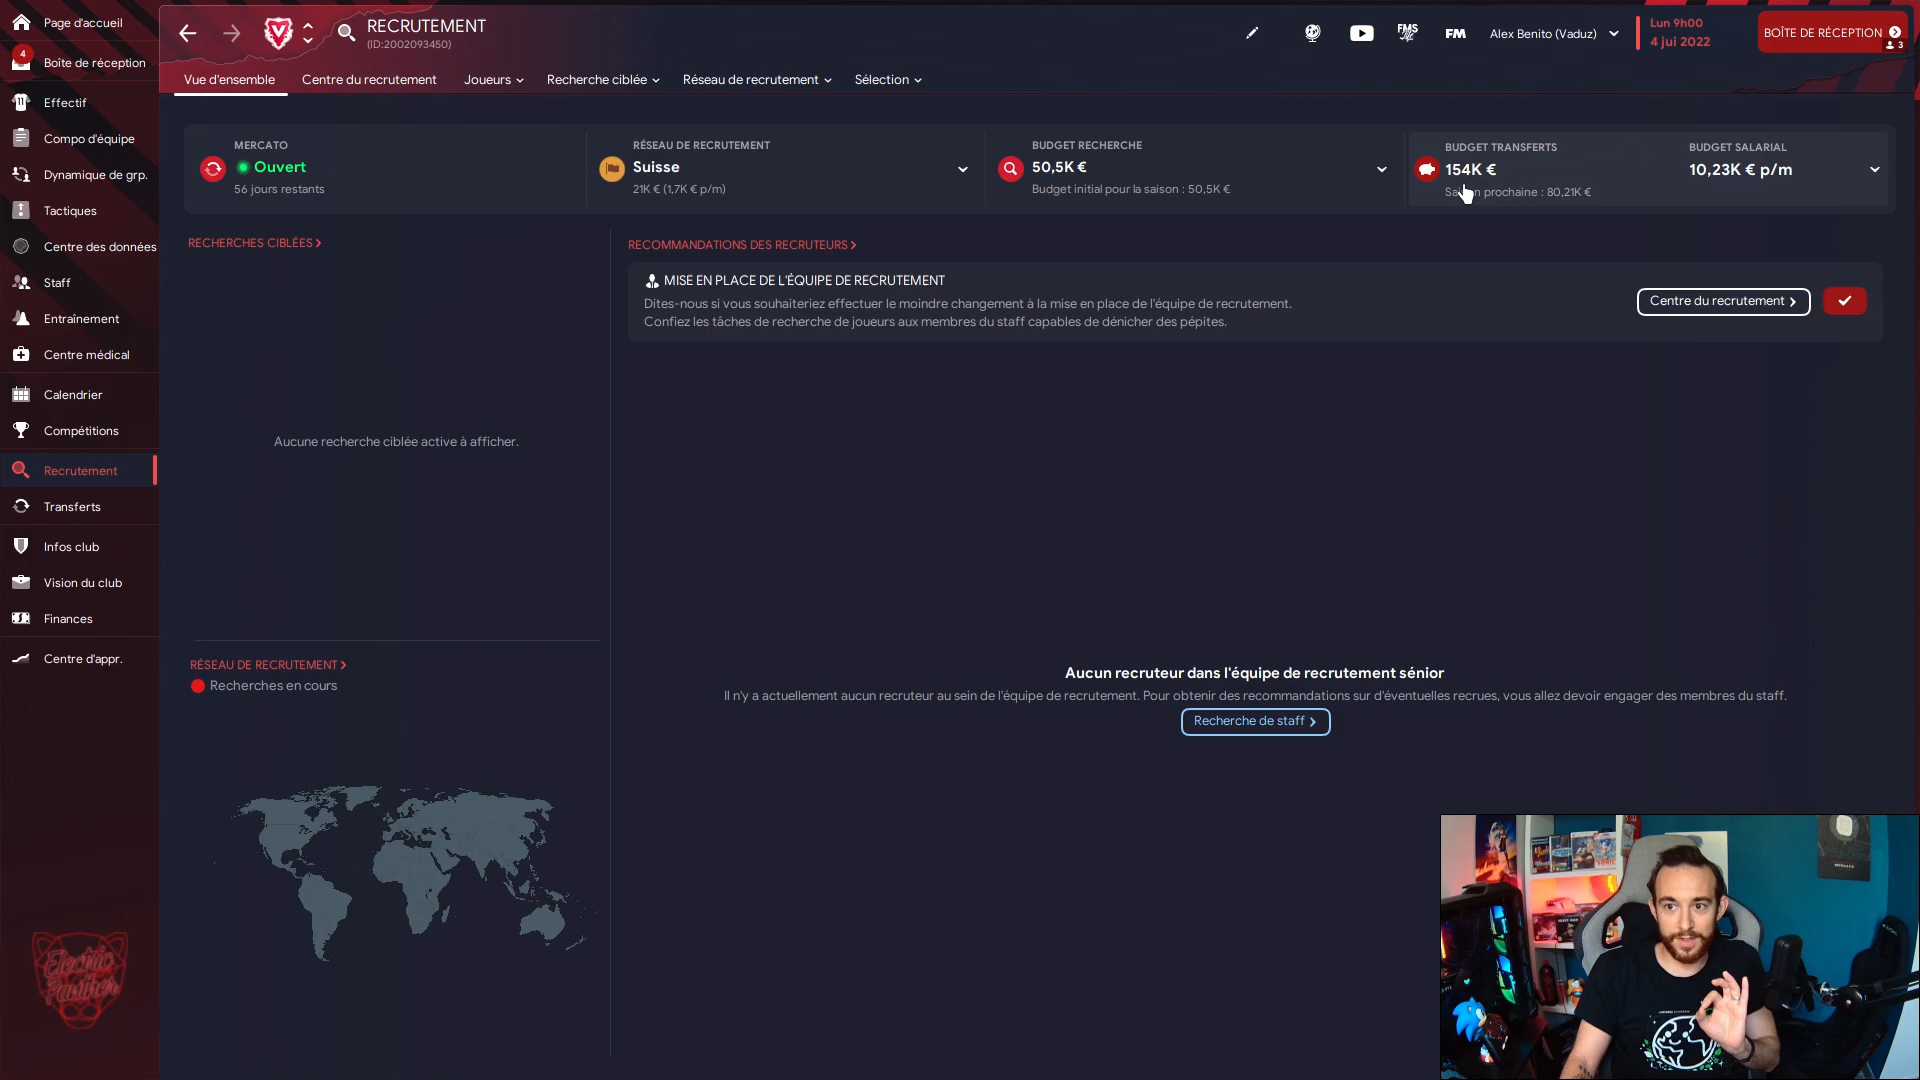 Page d'accueil
4
Boîte de réception
Effectif
Compo d'équipe
Dynamique de grp.
Tactiques
Centre des données
Staff
Entraînement
Centre médical
Calendrier
Compétitions
Recrutement
Transferts
Infos club
Vision du club
Finances
Centre d'appr.
Electric Panther
RECRUTEMENT
(ID:2002093450)
FMS
FM
Alex Benito (Vaduz)
Lun 9h00
4 jui 2022
BOÎTE DE RÉCEPTION
3
Vue d'ensemble
Centre du recrutement
Joueurs
Recherche ciblée
Réseau de recrutement
Sélection
MERCATO
Ouvert
56 jours restants
RÉSEAU DE RECRUTEMENT
Suisse
21K € (1,7K € p/m)
BUDGET RECHERCHE
50,5K €
Budget initial pour la saison : 50,5K €
BUDGET TRANSFERTS
154K €
prochaine : 80,21K €
BUDGET SALARIAL
10,23K € p/m
RECHERCHES CIBLÉES
Aucune recherche ciblée active à afficher.
RÉSEAU DE RECRUTEMENT
Recherches en cours
RECOMMANDATIONS DES RECRUTEURS
MISE EN PLACE DE L'ÉQUIPE DE RECRUTEMENT
Dites-nous si vous souhaiteriez effectuer le moindre changement à la mise en place de l'équipe de recrutement.
Confiez les tâches de recherche de joueurs aux membres du staff capables de dénicher des pépites.
Centre du recrutement
Aucun recruteur dans l'équipe de recrutement sénior
Il n'y a actuellement aucun recruteur au sein de l'équipe de recrutement. Pour obtenir des recommandations sur d'éventuelles recrues, vous allez devoir engager des membres du staff.
Recherche de staff